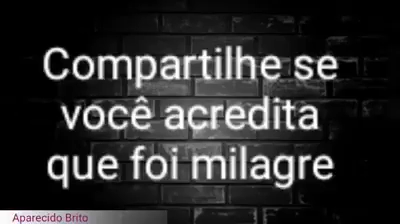 Compartilhe se
você acredita
que foi milagre
Aparecido Brito